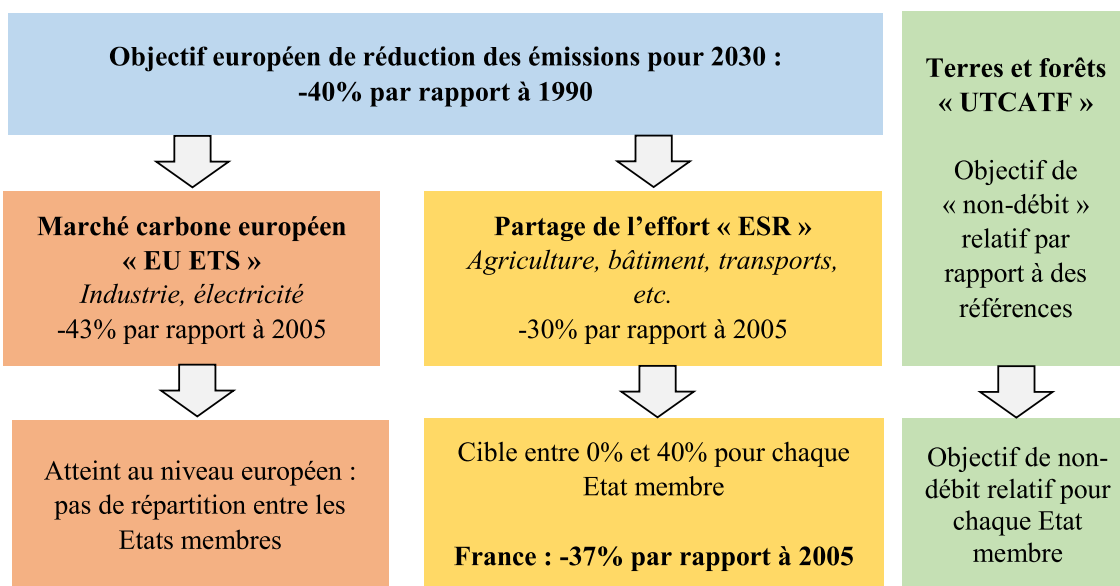 Objectif européen de réduction des émissions pour 2030 :
-40% par rapport à 1990
Terres et forêts
« UTCATF »
Objectif de
« non-débit »
relatif par
rapport à des
références
Marché carbone européen
« EU ETS »
Industrie, électricité
-43% par rapport à 2005
Partage de l’effort « ESR »
Agriculture, bâtiment, transports,
etc.
-30% par rapport à 2005
Atteint au niveau européen :
pas de répartition entre les
Etats membres
Cible entre 0% et 40% pour chaque
Etat membre
France : -37% par rapport à 2005
Objectif de non-
débit relatif pour
chaque Etat
membre